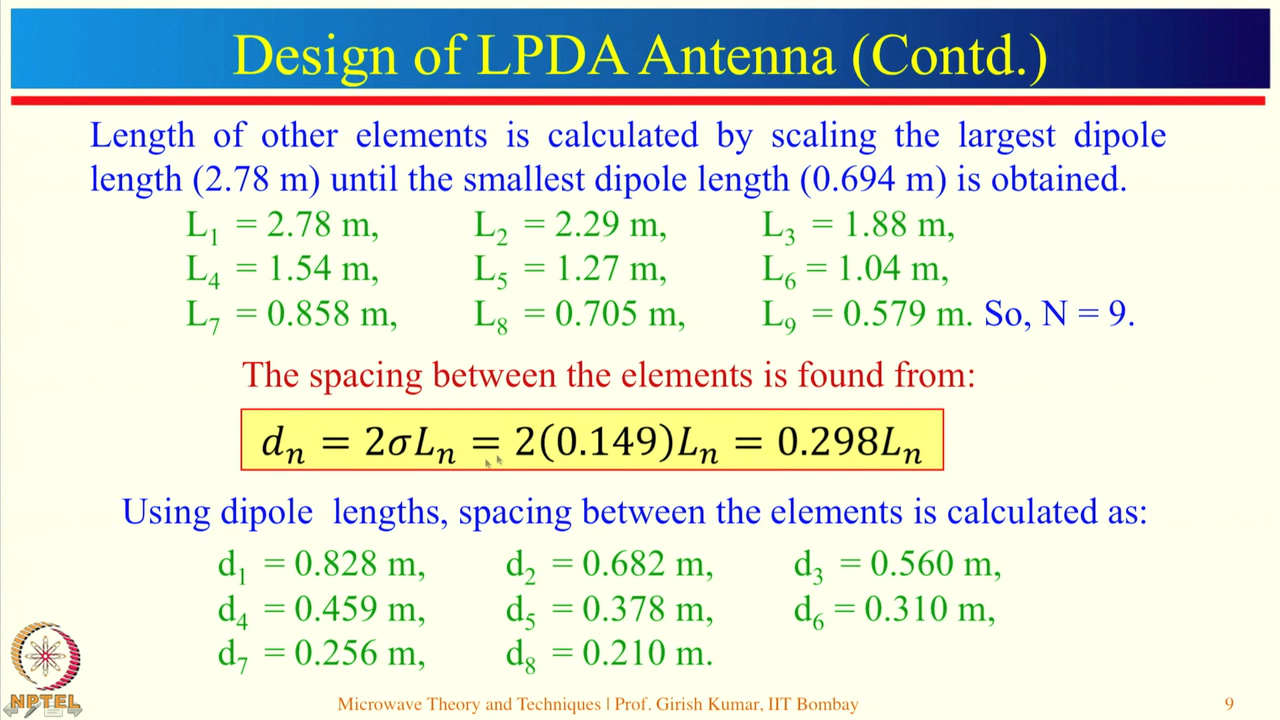 Design of LPDA Antenna (Contd.)
Length of other elements is calculated by scaling the largest dipole
length (2.78 m) until the smallest dipole length (0.694 m) is obtained.
L₁ = 2.78 m, L₂ = 2.29 m, L₃ = 1.88 m,
L₄ = 1.54 m, L₅ = 1.27 m, L₆ = 1.04 m,
L₇ = 0.858 m, L₈ = 0.705 m, L₉ = 0.579 m. So, N = 9.
The spacing between the elements is found from:
dₙ = 2σLₙ = 2(0.149)Lₙ = 0.298Lₙ
Using dipole lengths, spacing between the elements is calculated as:
d₁ = 0.828 m, d₂ = 0.682 m, d₃ = 0.560 m,
d₄ = 0.459 m, d₅ = 0.378 m, d₆ = 0.310 m,
d₇ = 0.256 m, d₈ = 0.210 m.
NPTEL
Microwave Theory and Techniques | Prof. Girish Kumar, IIT Bombay 9